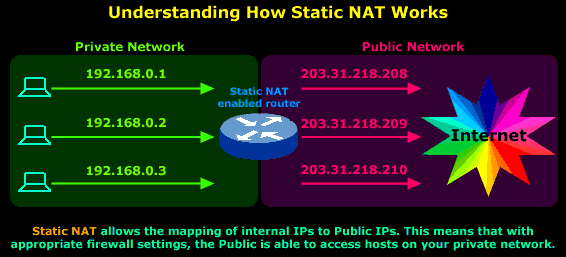 Understanding How Static NAT Works
Private Network
Public Network
192.168.0.1
203.31.218.208
Static NAT
enabled router
192.168.0.2
203.31.218.209
Internet
192.168.0.3
203.31.218.210
Static NAT allows the mapping of internal IPs to Public IPs. This means that with
appropriate firewall settings, the Public is able to access hosts on your private network.